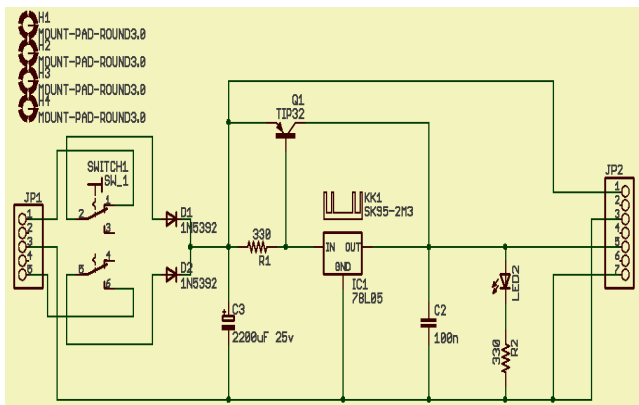 H1
MOUNT-PAD-ROUND3.0
H2
MOUNT-PAD-ROUND3.0
H3
MOUNT-PAD-ROUND3.0
H4
MOUNT-PAD-ROUND3.0
Q1
TIP32
SWITCH1
SW_1
JP1
1
2
3
4
5
2
1
3
5
4
6
D1
1N5392
D2
1N5392
330
R1
KK1
SK95-2M3
IN OUT
GND
IC1
78L05
C3
+
2200uF 25v
C2
100n
LED2
330
R2
JP2
1
2
3
4
5
6
7